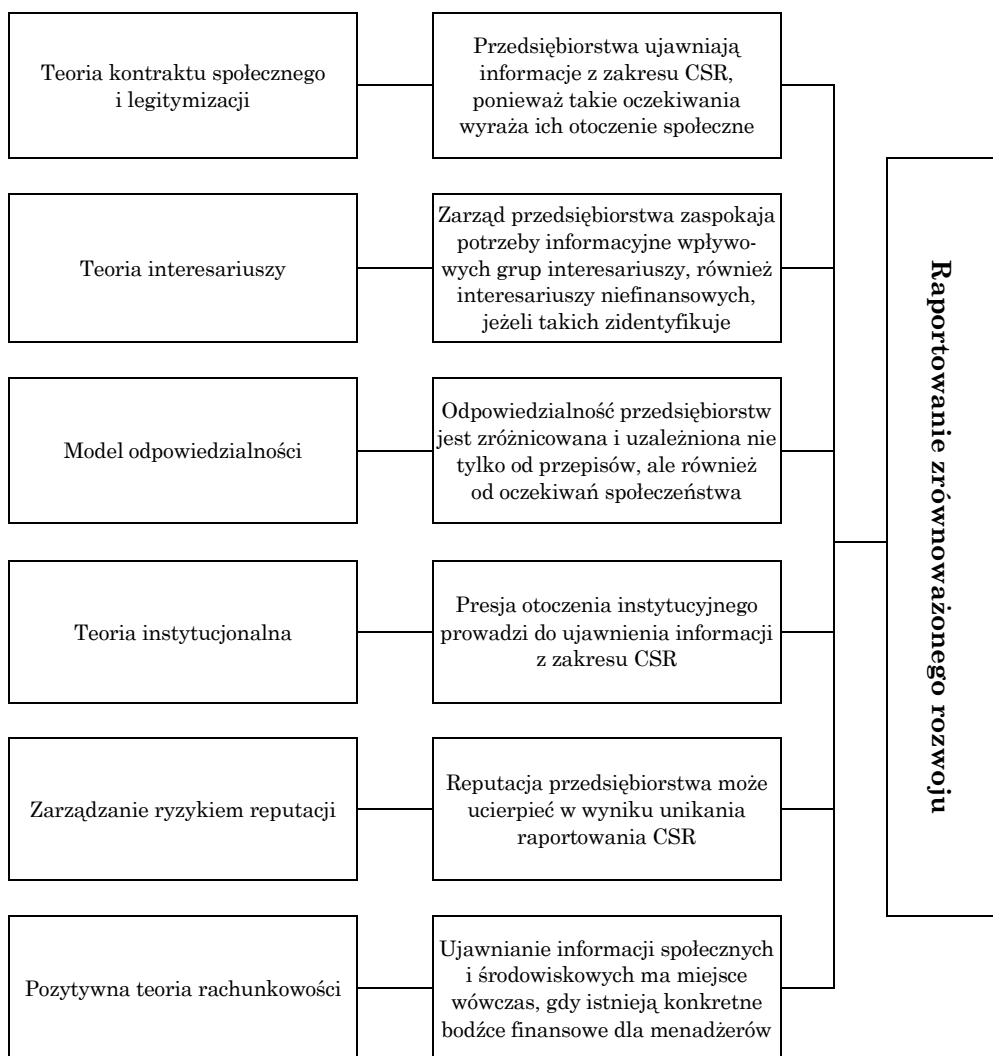 Teoria kontraktu społecznego
i legitymizacji
Przedsiębiorstwa ujawniają
informacje z zakresu CSR,
ponieważ takie oczekiwania
wyraża ich otoczenie społeczne
Teoria interesariuszy
Zarząd przedsiębiorstwa zaspokaja
potrzeby informacyjne wpływo-
wych grup interesariuszy, również
interesariuszy niefinansowych,
jeżeli takich zidentyfikuje
Model odpowiedzialności
Odpowiedzialność przedsiębiorstw
jest zróżnicowana i uzależniona nie
tylko od przepisów, ale również
od oczekiwań społeczeństwa
Teoria instytucjonalna
Presja otoczenia instytucyjnego
prowadzi do ujawnienia informacji
z zakresu CSR
Zarządzanie ryzykiem reputacji
Reputacja przedsiębiorstwa może
ucierpieć w wyniku unikania
raportowania CSR
Pozytywna teoria rachunkowości
Ujawnianie informacji społecznych
i środowiskowych ma miejsce
wówczas, gdy istnieją konkretne
bodźce finansowe dla menadżerów
Raportowanie zrównoważonego rozwoju